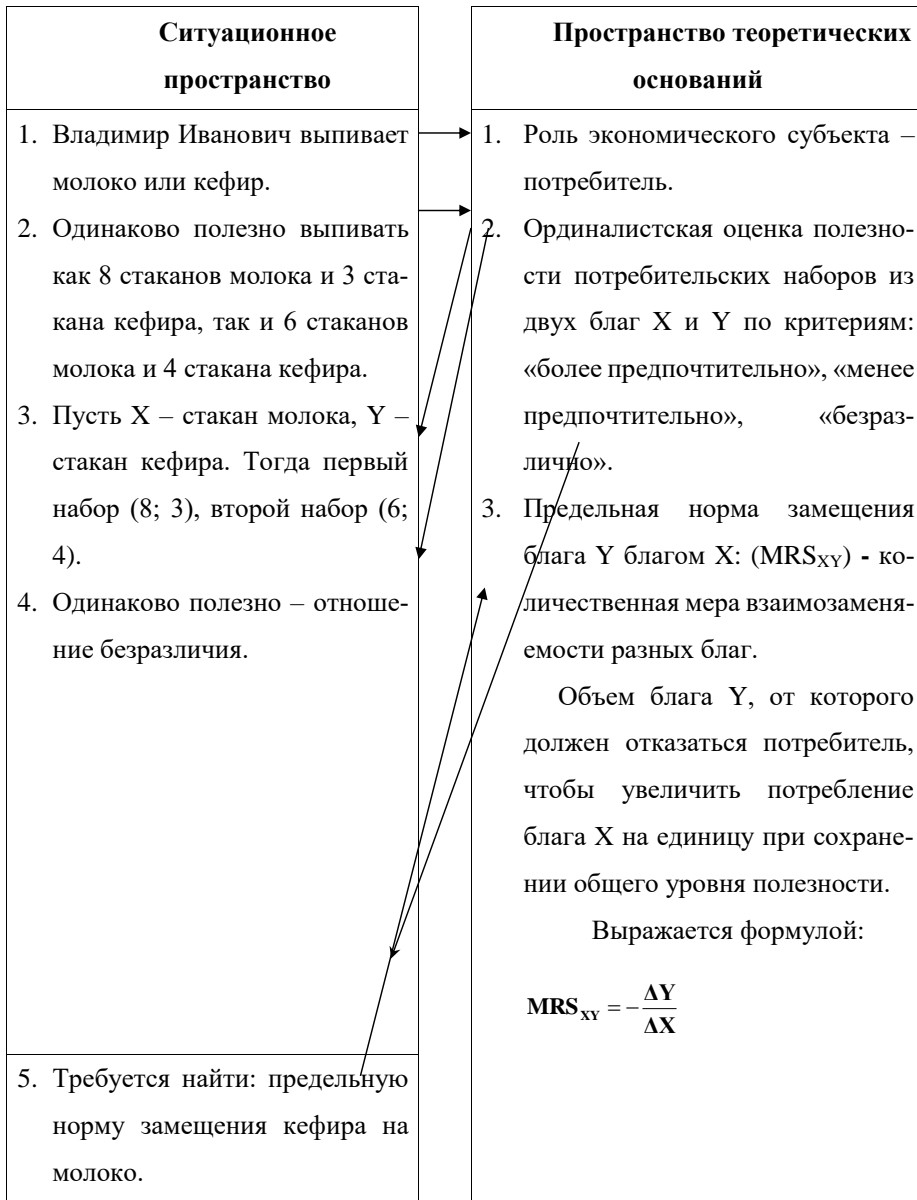 Ситуационное
пространство
1. Владимир Иванович выпивает
молоко или кефир.
2. Одинаково полезно выпивать
как 8 стаканов молока и 3 ста-
кана кефира, так и 6 стаканов
молока и 4 стакана кефира.
3. Пусть X – стакан молока, Y –
стакан кефира. Тогда первый
набор (8; 3), второй набор (6;
4).
4. Одинаково полезно – отноше-
ние безразличия.
5. Требуется найти: предельную
норму замещения кефира на
молоко.
Пространство теоретических
оснований
1. Роль экономического субъекта –
потребитель.
2. Ординалистская оценка полезно-
сти потребительских наборов из
двух благ X и Y по критериям:
«более предпочтительно», «менее
предпочтительно», «безраз-
лично».
3. Предельная норма замещения
блага Y благом X: (MRS_XY) - ко-
личественная мера взаимозаменя-
емости разных благ.
Объем блага Y, от которого
должен отказаться потребитель,
чтобы увеличить потребление
блага X на единицу при сохране-
нии общего уровня полезности.
Выражается формулой:
MRS_XY = −ΔY/ΔX